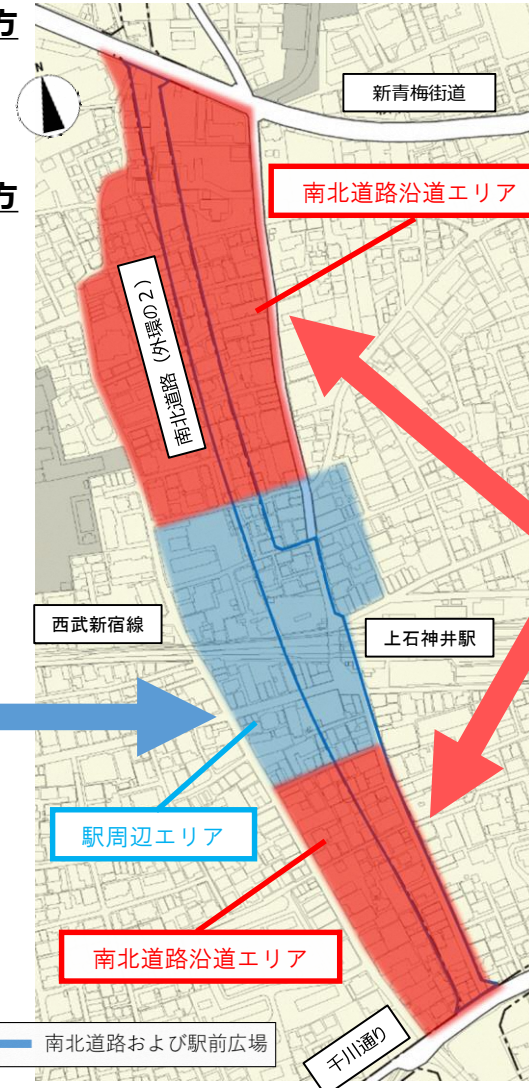 方
N
新青梅街道
方
南北道路沿道エリア
南北道路（外環の２）
西武新宿線
上石神井駅
駅周辺エリア
南北道路沿道エリア
南北道路および駅前広場
千川通り